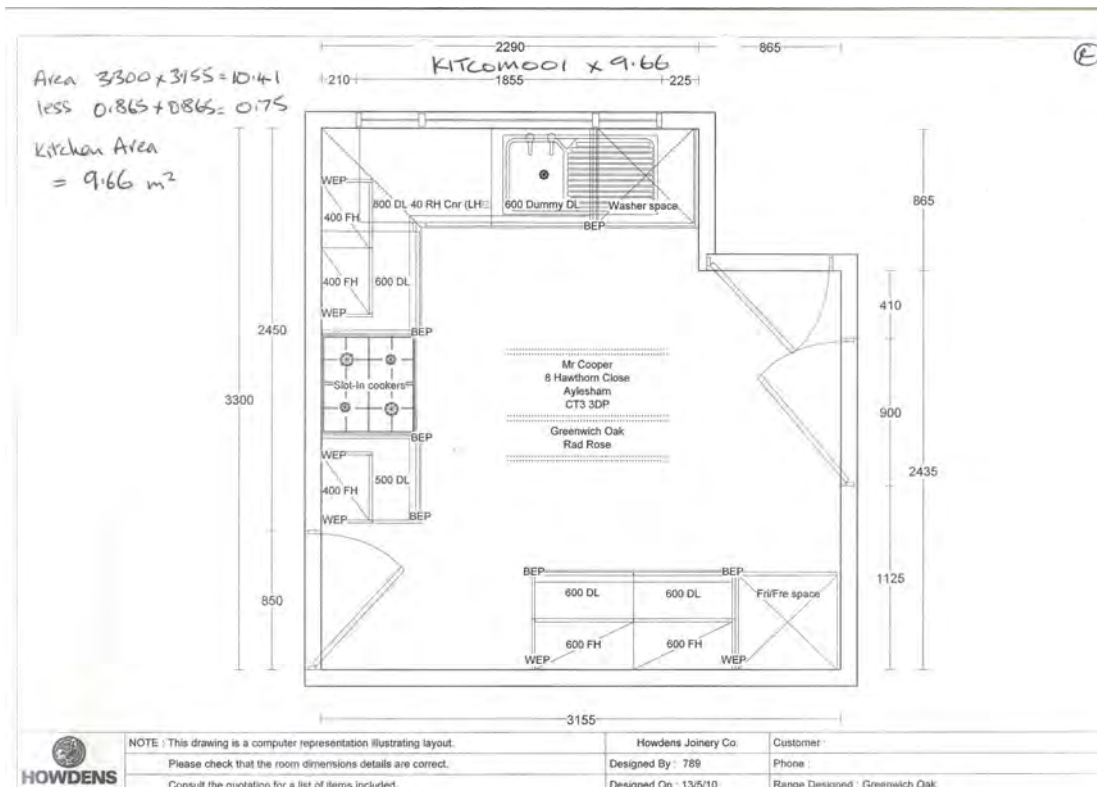 2290
865
KITCOM001 x 9.66
210
1855
225
Area 3.300 x 3.155 = 10.41
less 0.865 + 0.865 = 0.75
Kitchen Area
= 9.66 m²
WEP
800 DL 40 RH Cnr (LH
600 Dummy DL
Washer space
BEP
400 FH
400 FH
600 DL
WEP
BEP
865
410
2450
Slot-In cookers
Mr Cooper
8 Hawthorn Close
Aylesham
CT3 3DP
Greenwich Oak
Rad Rose
3300
900
2435
BEP
WEP
400 FH
500 DL
WEP
BEP
850
1125
BEP
BEP
600 DL
600 DL
Fri/Fre space
600 FH
600 FH
WEP
WEP
3155
HOWDENS
NOTE : This drawing is a computer representation illustrating layout.
Please check that the room dimensions details are correct.
Consult the quotation for a list of items included.
Howdens Joinery Co.
Designed By : 789
Designed On : 13/5/10
Customer :
Phone :
Range Designed : Greenwich Oak